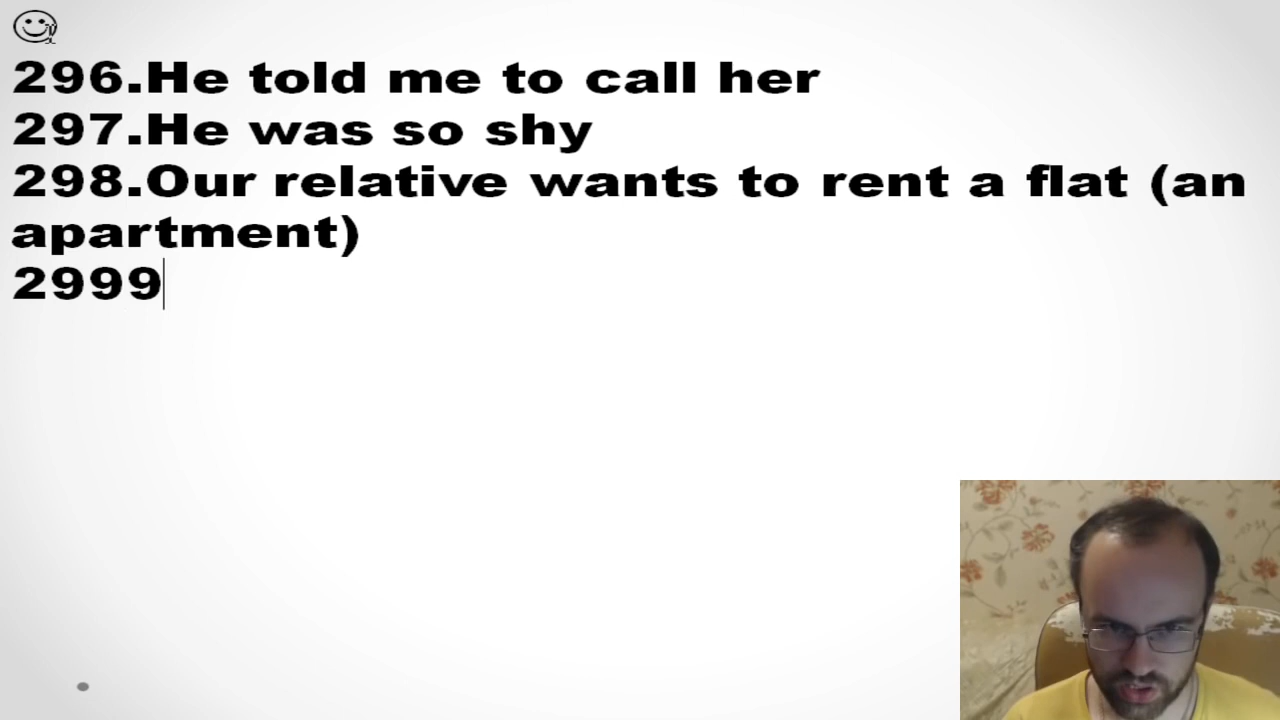 296.He told me to call her
297.He was so shy
298.Our relative wants to rent a flat (an
apartment)
2999